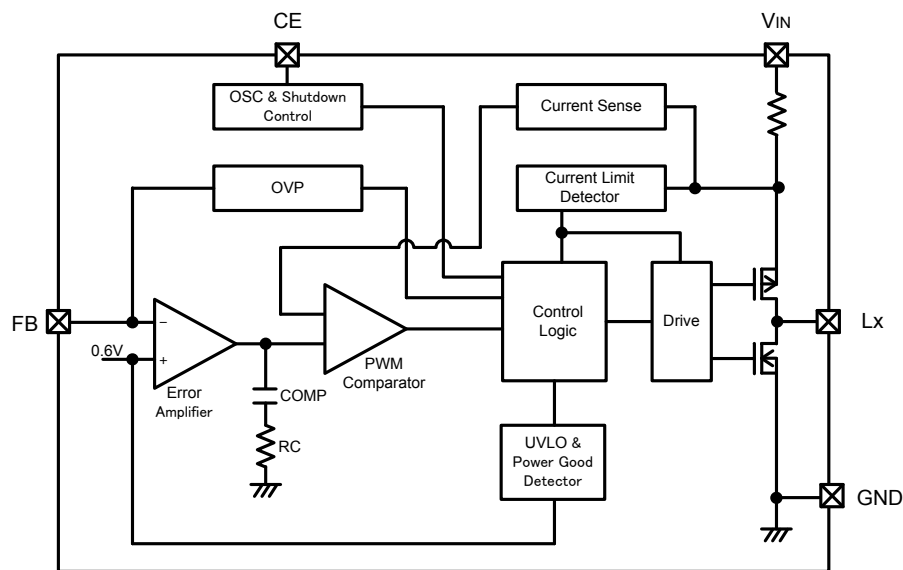 CE
VIN
OSC & Shutdown
Control
Current Sense
OVP
Current Limit
Detector
FB
−
0.6V
+
Error
Amplifier
COMP
RC
PWM
Comparator
Control
Logic
Drive
Lx
UVLO &
Power Good
Detector
GND